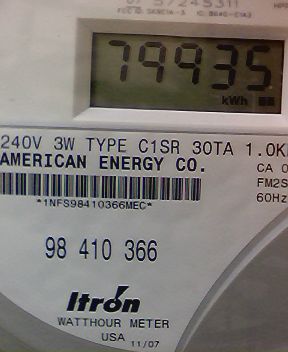 79935
kWh
240V 3W TYPE C1SR 30TA 1.0K
AMERICAN ENERGY CO.
CA 0
FM2S
60Hz
*1NFS98410366MEC*
98 410 366
Itron
WATTHOUR METER
USA 11/07